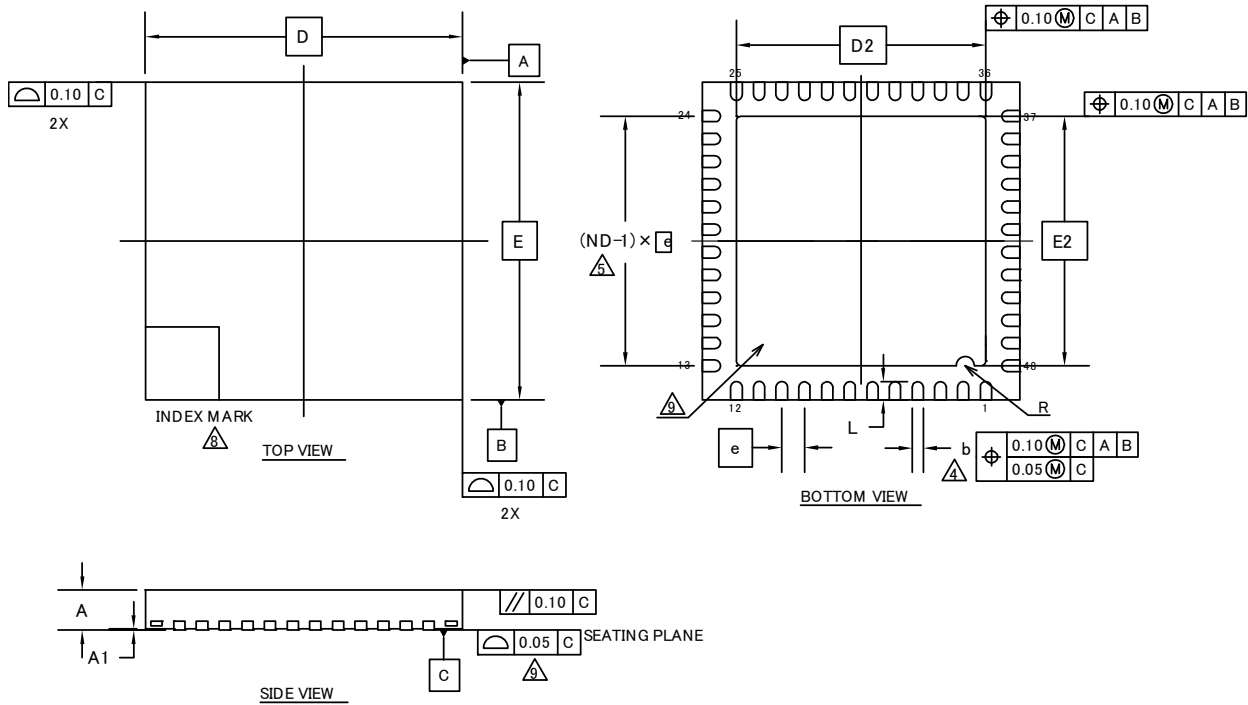 D
A
0.10 C
2X
E
INDEX MARK
8
TOP VIEW
B
0.10 C
2X
D2
0.10 Ⓜ C A B
0.10 Ⓜ C A B
25
36
24
37
(ND-1)× e
5
E2
13
48
9
12
1
R
L
e
b
4
0.10 Ⓜ C A B
0.05 Ⓜ C
BOTTOM VIEW
A
// 0.10 C
A1
0.05 C
SEATING PLANE
9
C
SIDE VIEW